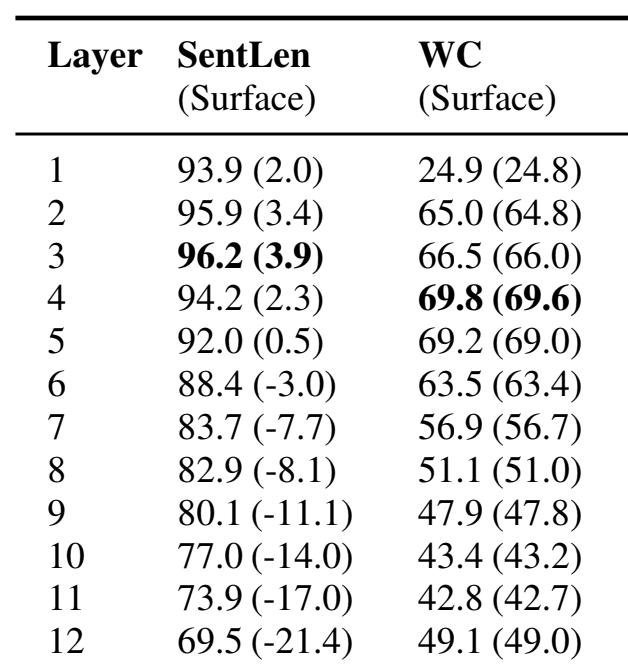 Layer SentLen WC
(Surface) (Surface)
1 93.9 (2.0) 24.9 (24.8)
2 95.9 (3.4) 65.0 (64.8)
3 96.2 (3.9) 66.5 (66.0)
4 94.2 (2.3) 69.8 (69.6)
5 92.0 (0.5) 69.2 (69.0)
6 88.4 (-3.0) 63.5 (63.4)
7 83.7 (-7.7) 56.9 (56.7)
8 82.9 (-8.1) 51.1 (51.0)
9 80.1 (-11.1) 47.9 (47.8)
10 77.0 (-14.0) 43.4 (43.2)
11 73.9 (-17.0) 42.8 (42.7)
12 69.5 (-21.4) 49.1 (49.0)